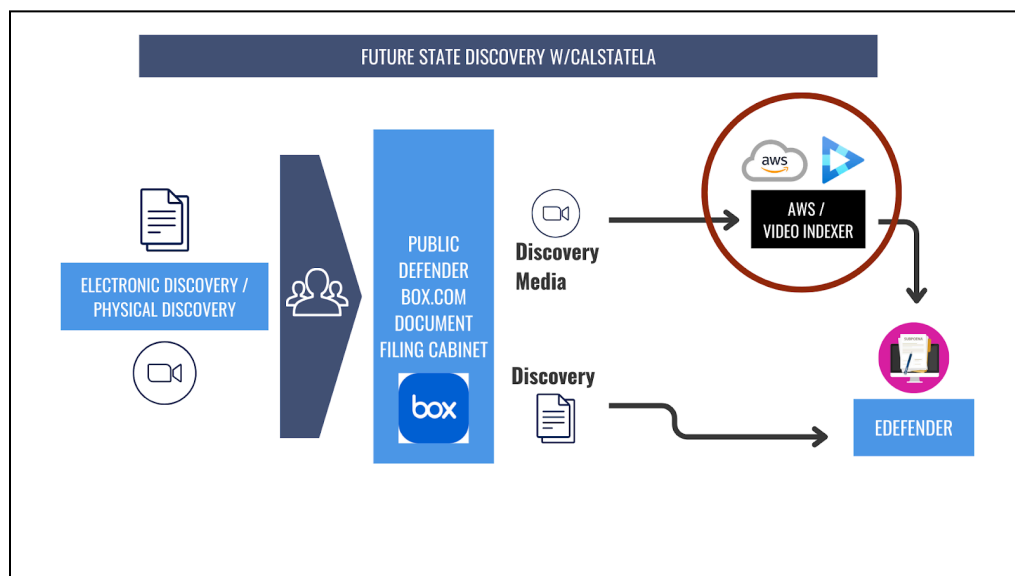 FUTURE STATE DISCOVERY W/CALSTATELA
ELECTRONIC DISCOVERY /
PHYSICAL DISCOVERY
PUBLIC
DEFENDER
BOX.COM
DOCUMENT
FILING CABINET
box
Discovery
Media
Discovery
aws
AWS /
VIDEO INDEXER
EDEFENDER